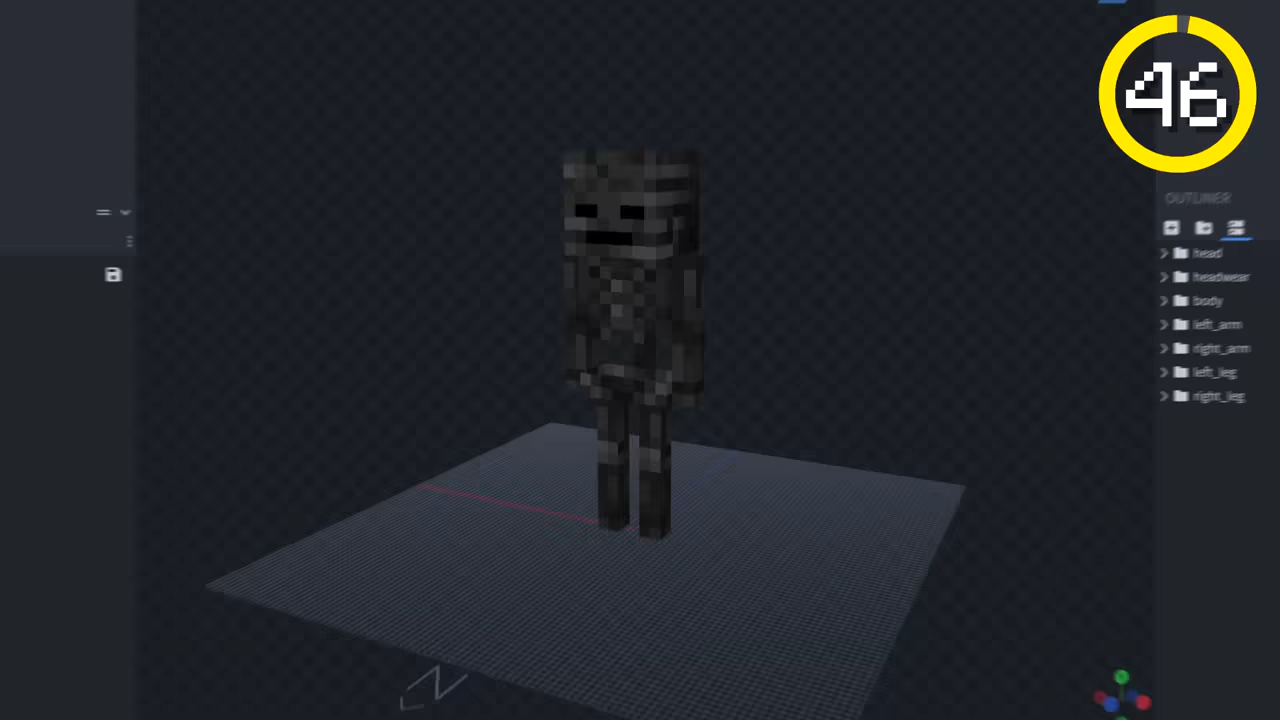 46
OUTLINER
head
headwear
body
left_arm
right_arm
left_leg
right_leg
N